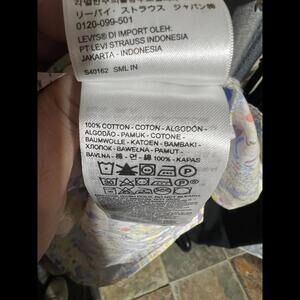 リーバイ・ストラウス ジャパン㈱
0120-099-501
LEVI'S® DI IMPORT OLEH:
PT LEVI STRAUSS INDONESIA
JAKARTA - INDONESIA
S40162 SML IN
100% COTTON - COTON - ALGODÓN -
ALGODÃO - PAMUK - COTONE -
BAUMWOLLE - KATOEN - BAMBAKI -
ХЛОПОК - BAWEŁNA - PAMUT -
BAVLNA - 棉 - 면 - 綿 100% - KAPAS